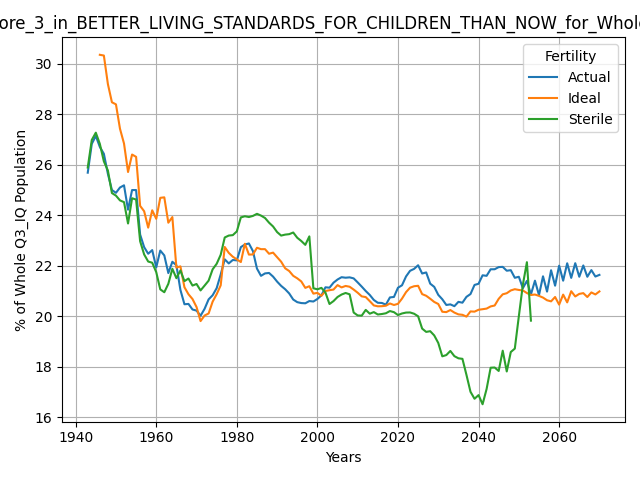 ore_3_in_BETTER_LIVING_STANDARDS_FOR_CHILDREN_THAN_NOW_for_Whole
Fertility
Actual
Ideal
Sterile
% of Whole Q3_IQ Population
30
28
26
24
22
20
18
16
1940
1960
1980
2000
2020
2040
2060
Years